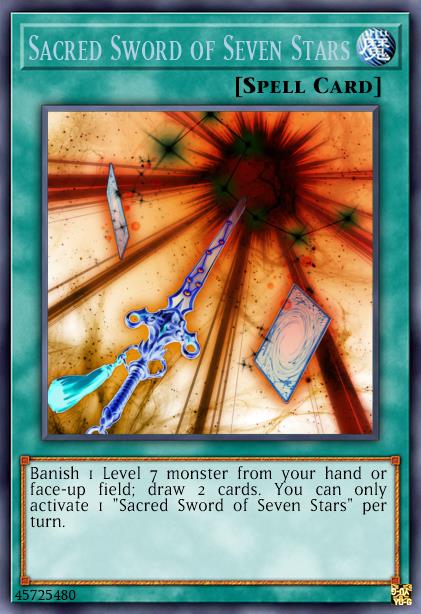 Sacred Sword of Seven Stars 魔
[Spell Card]
Banish 1 Level 7 monster from your hand or
face-up field; draw 2 cards. You can only
activate 1 "Sacred Sword of Seven Stars" per
turn.
45725480